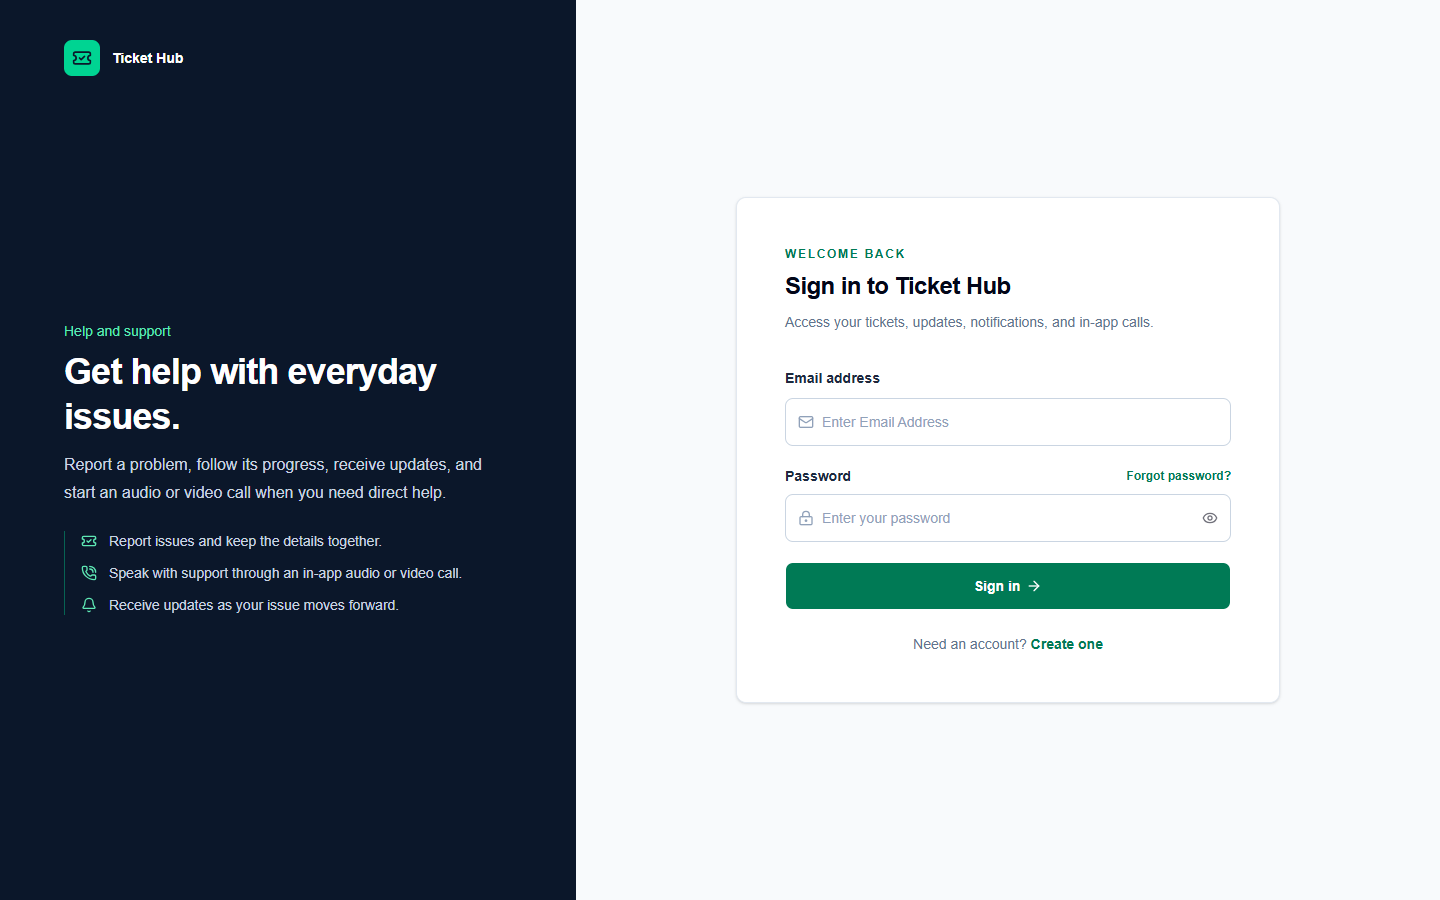 Ticket Hub
Help and support
Get help with everyday
issues.
Report a problem, follow its progress, receive updates, and
start an audio or video call when you need direct help.
Report issues and keep the details together.
Speak with support through an in-app audio or video call.
Receive updates as your issue moves forward.
WELCOME BACK
Sign in to Ticket Hub
Access your tickets, updates, notifications, and in-app calls.
Email address
Enter Email Address
Password
Forgot password?
Enter your password
Sign in
Need an account? Create one